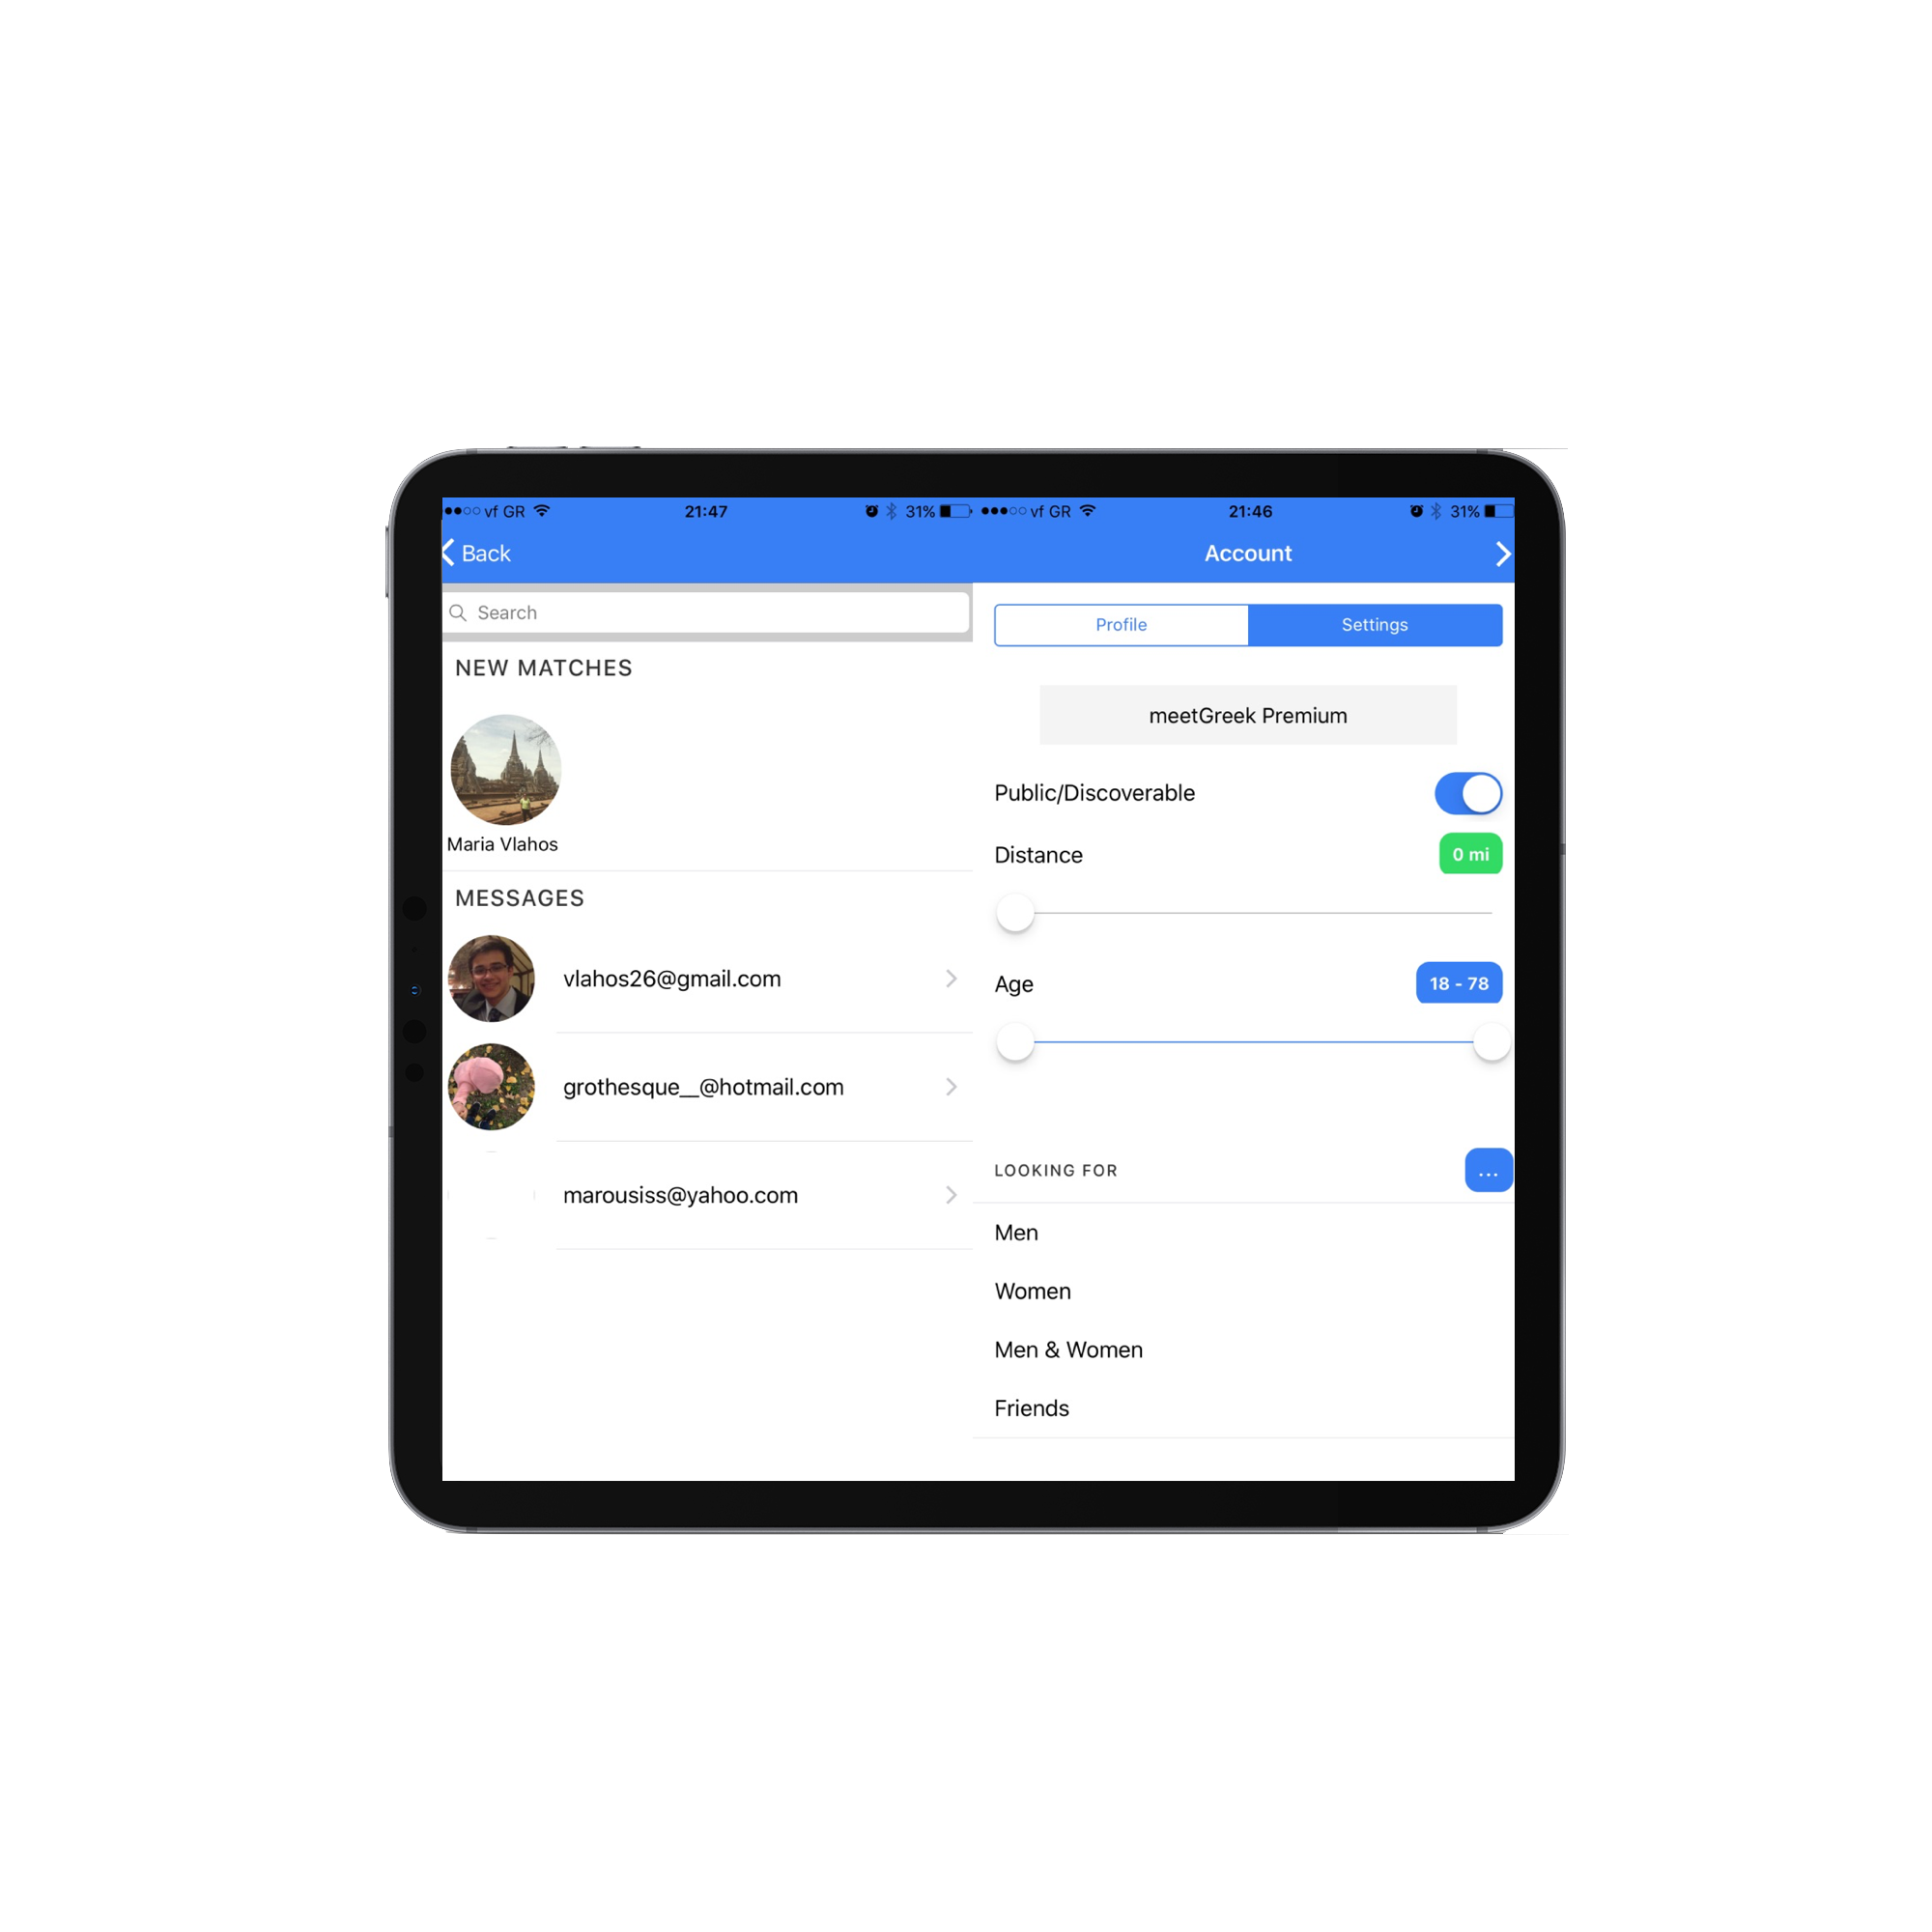 vf GR 21:47 31%
Back
Search
NEW MATCHES
Maria Vlahos
MESSAGES
vlahos26@gmail.com
grothesque__@hotmail.com
marousiss@yahoo.com
vf GR 21:46 31%
Account
Profile Settings
meetGreek Premium
Public/Discoverable
Distance 0 mi
Age 18 - 78
LOOKING FOR ...
Men
Women
Men & Women
Friends